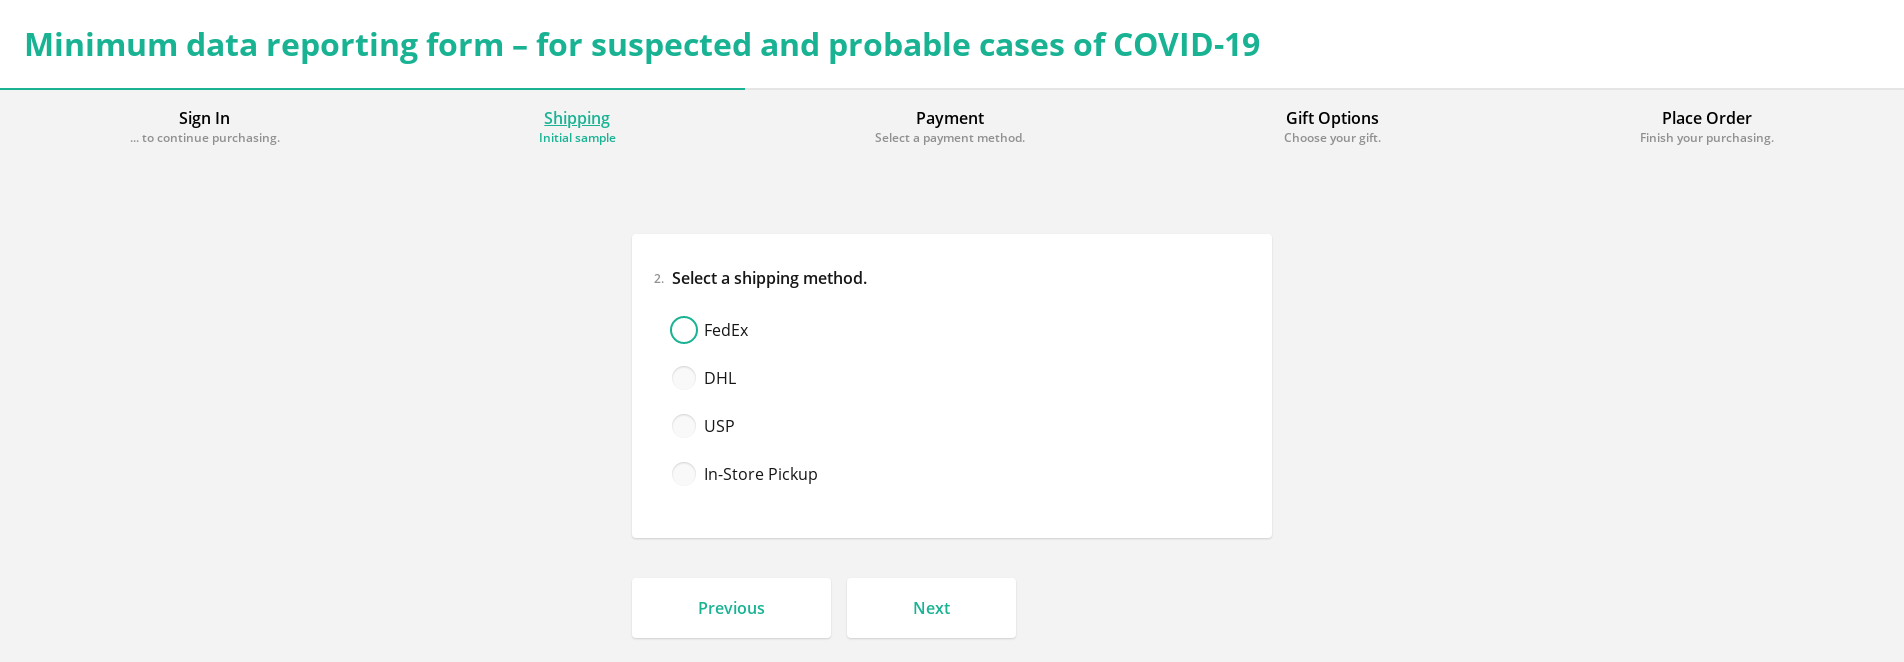 Minimum data reporting form – for suspected and probable cases of COVID-19
Sign In
... to continue purchasing.
Shipping
Initial sample
Payment
Select a payment method.
Gift Options
Choose your gift.
Place Order
Finish your purchasing.
2. Select a shipping method.
FedEx
DHL
USP
In-Store Pickup
Previous
Next